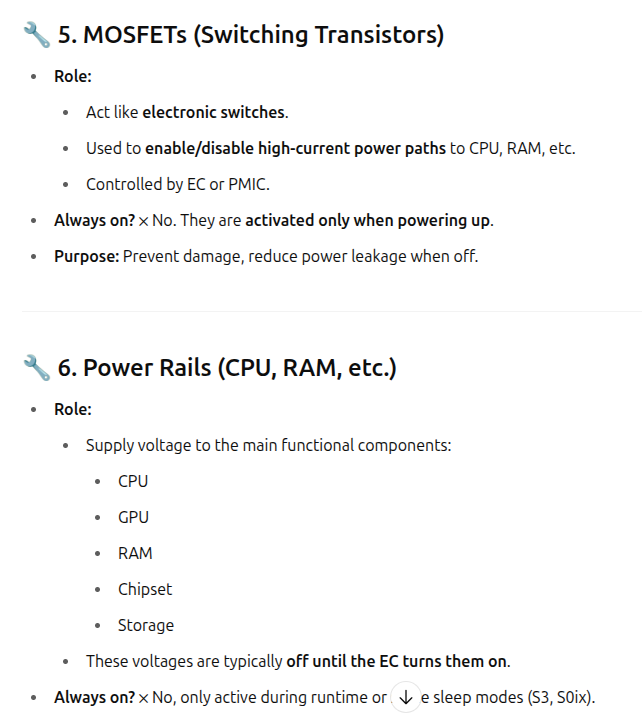 🔧 5. MOSFETs (Switching Transistors)
• Role:
• Act like electronic switches.
• Used to enable/disable high-current power paths to CPU, RAM, etc.
• Controlled by EC or PMIC.
• Always on? × No. They are activated only when powering up.
• Purpose: Prevent damage, reduce power leakage when off.
🔧 6. Power Rails (CPU, RAM, etc.)
• Role:
• Supply voltage to the main functional components:
• CPU
• GPU
• RAM
• Chipset
• Storage
• These voltages are typically off until the EC turns them on.
• Always on? × No, only active during runtime or sleep modes (S3, S0ix).